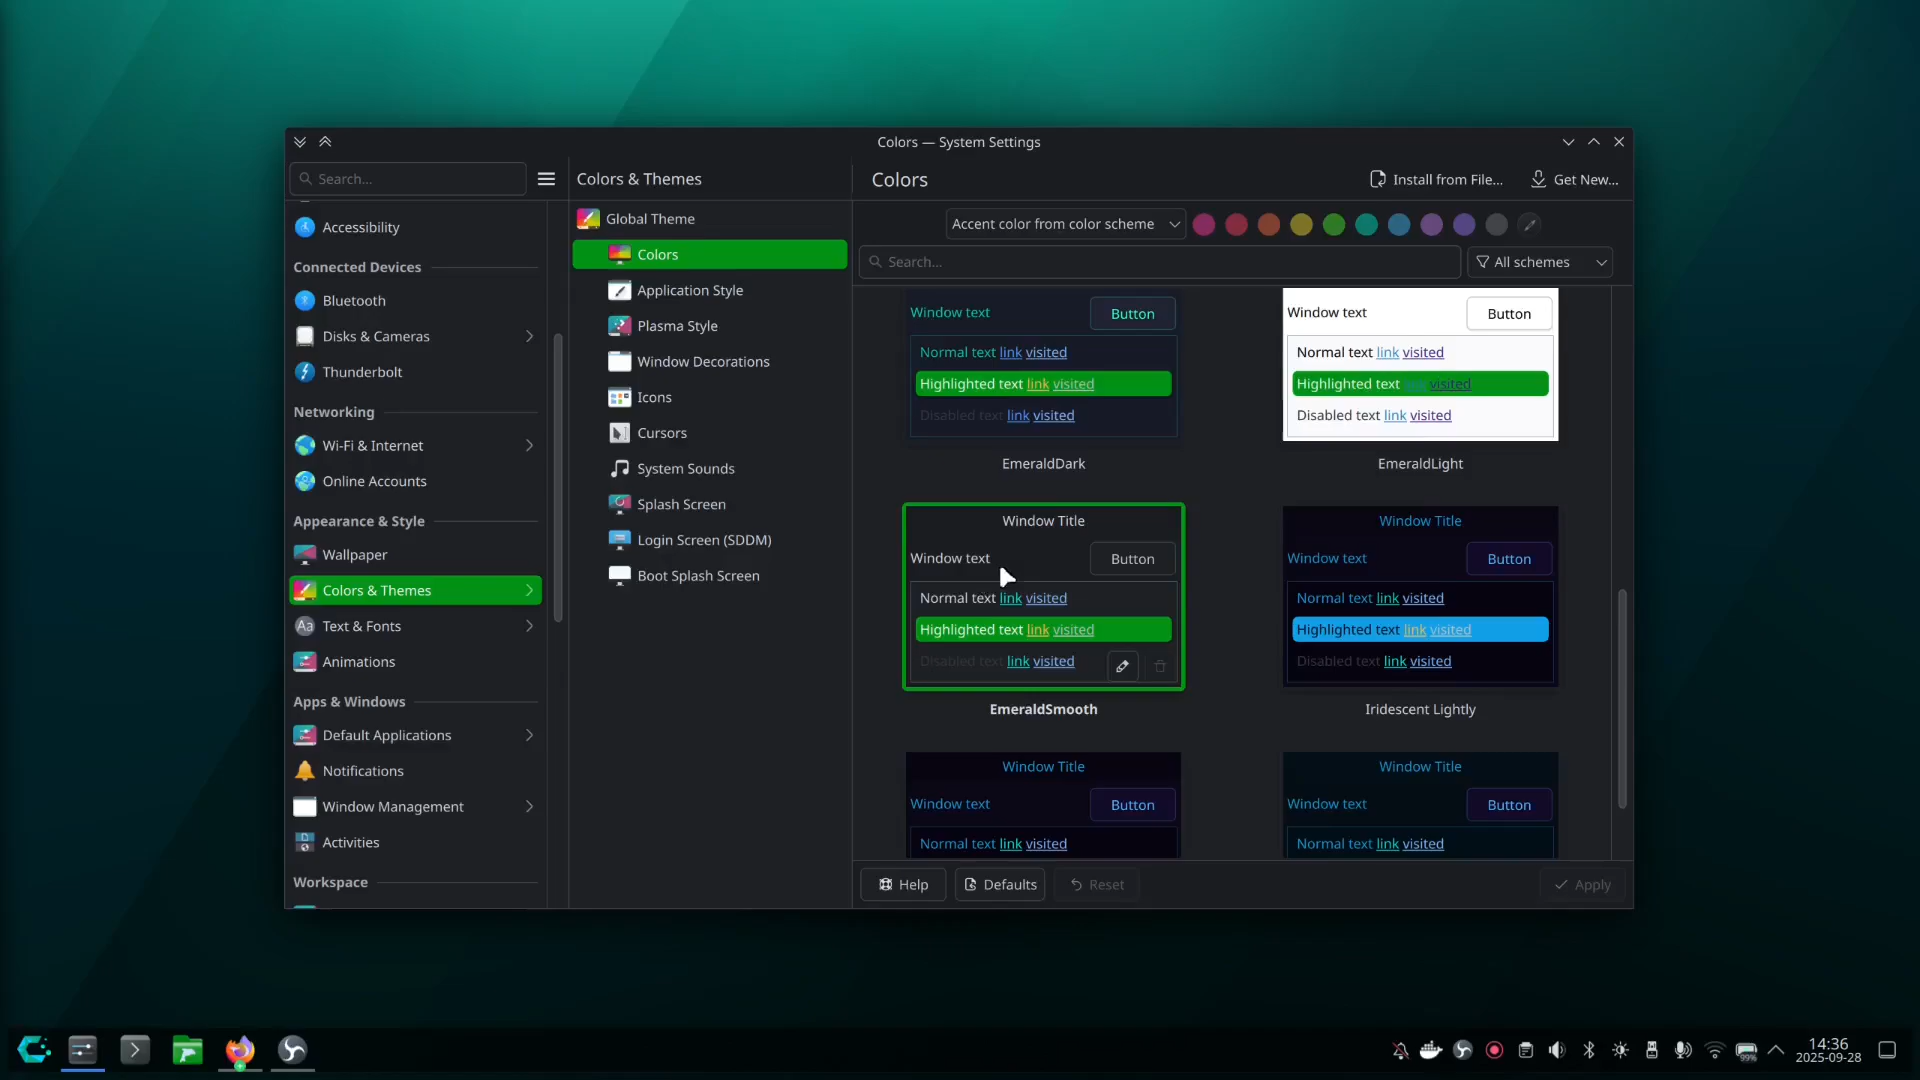 Colors — System Settings
Search...
Accessibility
Connected Devices
Bluetooth
Disks & Cameras
Thunderbolt
Networking
Wi-Fi & Internet
Online Accounts
Appearance & Style
Wallpaper
Colors & Themes
Aa Text & Fonts
Animations
Apps & Windows
Default Applications
Notifications
Window Management
Activities
Workspace
Colors & Themes
Global Theme
Colors
Application Style
Plasma Style
Window Decorations
Icons
Cursors
System Sounds
Splash Screen
Login Screen (SDDM)
Boot Splash Screen
Colors
Install from File...
Get New...
Accent color from color scheme
Search...
All schemes
Window text Button
Normal text link visited
Highlighted text link visited
Disabled text link visited
EmeraldDark
Window text Button
Normal text link visited
Highlighted text visited
Disabled text link visited
EmeraldLight
Window Title
Window text Button
Normal text link visited
Highlighted text link visited
Disabled text link visited
EmeraldSmooth
Window Title
Window text Button
Normal text link visited
Highlighted text link visited
Disabled text link visited
Iridescent Lightly
Window Title
Window text Button
Normal text link visited
Window Title
Window text Button
Normal text link visited
Help
Defaults
Reset
Apply
99%
14:36
2025-09-28